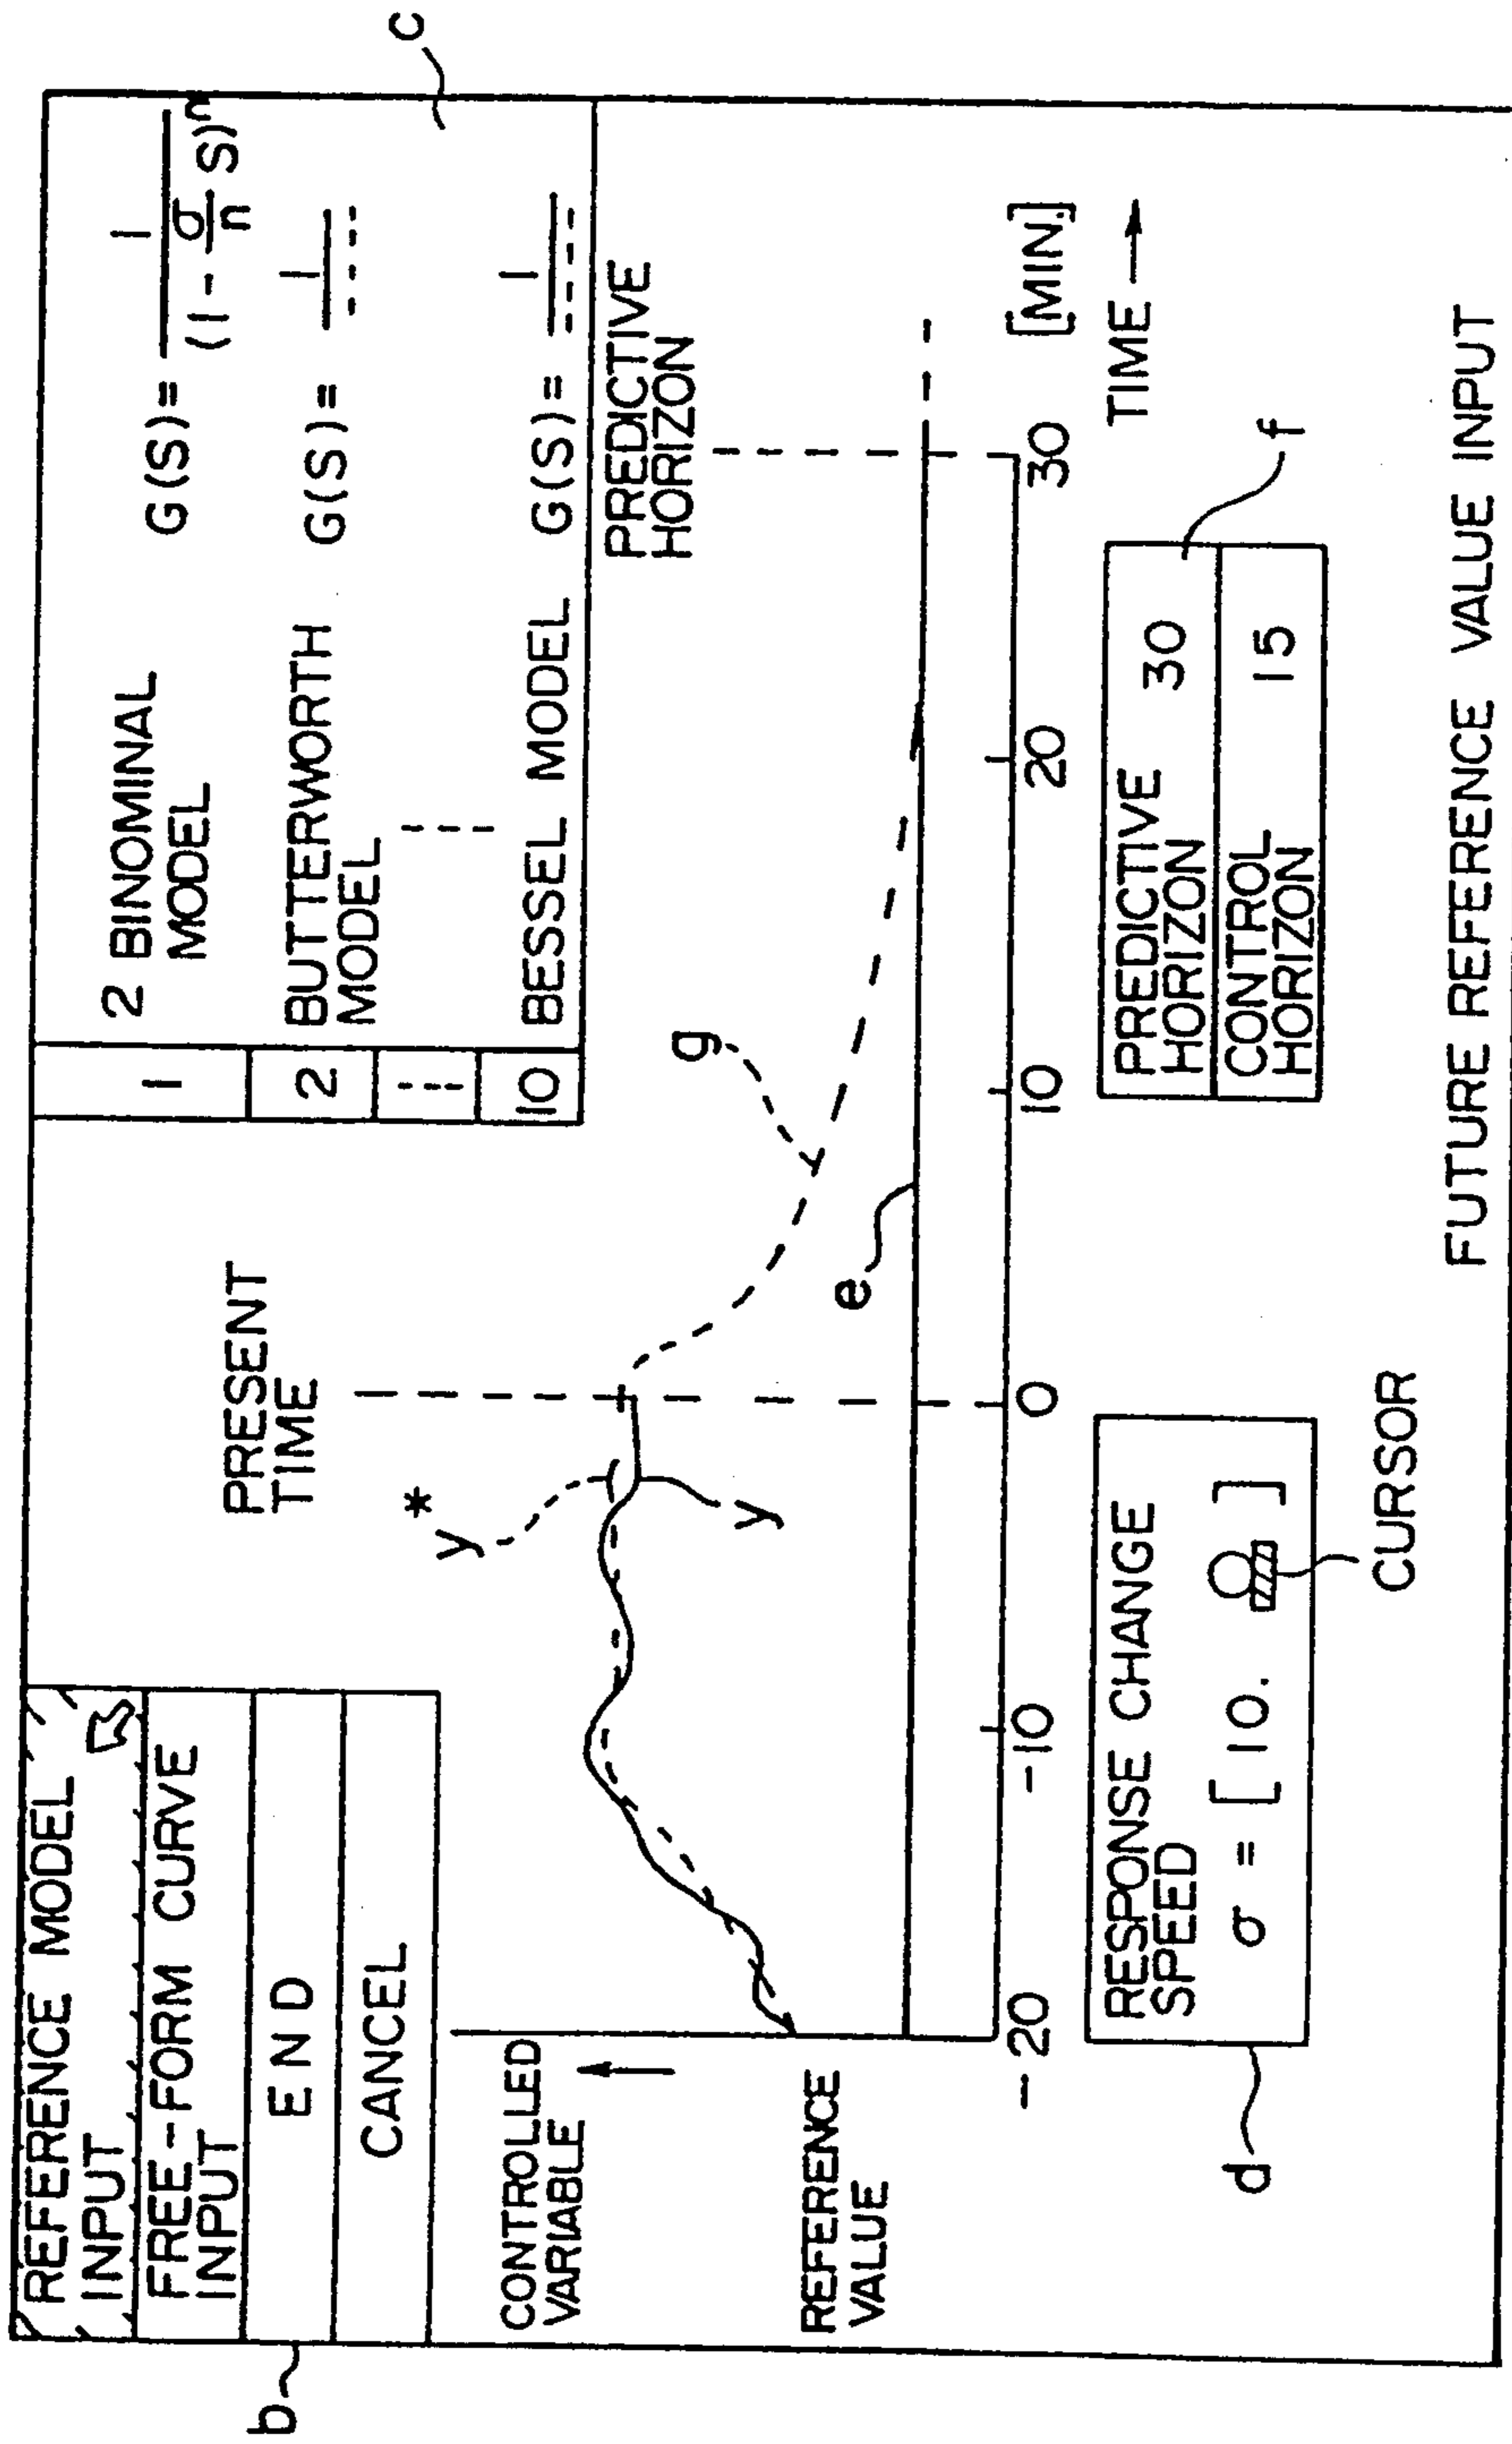 b
REFERENCE MODEL
INPUT
FREE-FORM CURVE
INPUT
END
CANCEL
1
2 BINOMINAL
MODEL
G(S)= 1/(1-σ/n S)^n
2
BUTTERWORTH
MODEL
G(S)= 1/----
10
BESSEL MODEL G(S)= 1/----
c
PRESENT
TIME
PREDICTIVE
HORIZON
CONTROLLED
VARIABLE
y*
y
g
e
REFERENCE
VALUE
-20
-10
0
10
20
30
[MIN.]
TIME
RESPONSE CHANGE
SPEED
σ = [10. 0]
d
CURSOR
PREDICTIVE
HORIZON 30
CONTROL
HORIZON 15
f
FUTURE REFERENCE VALUE INPUT